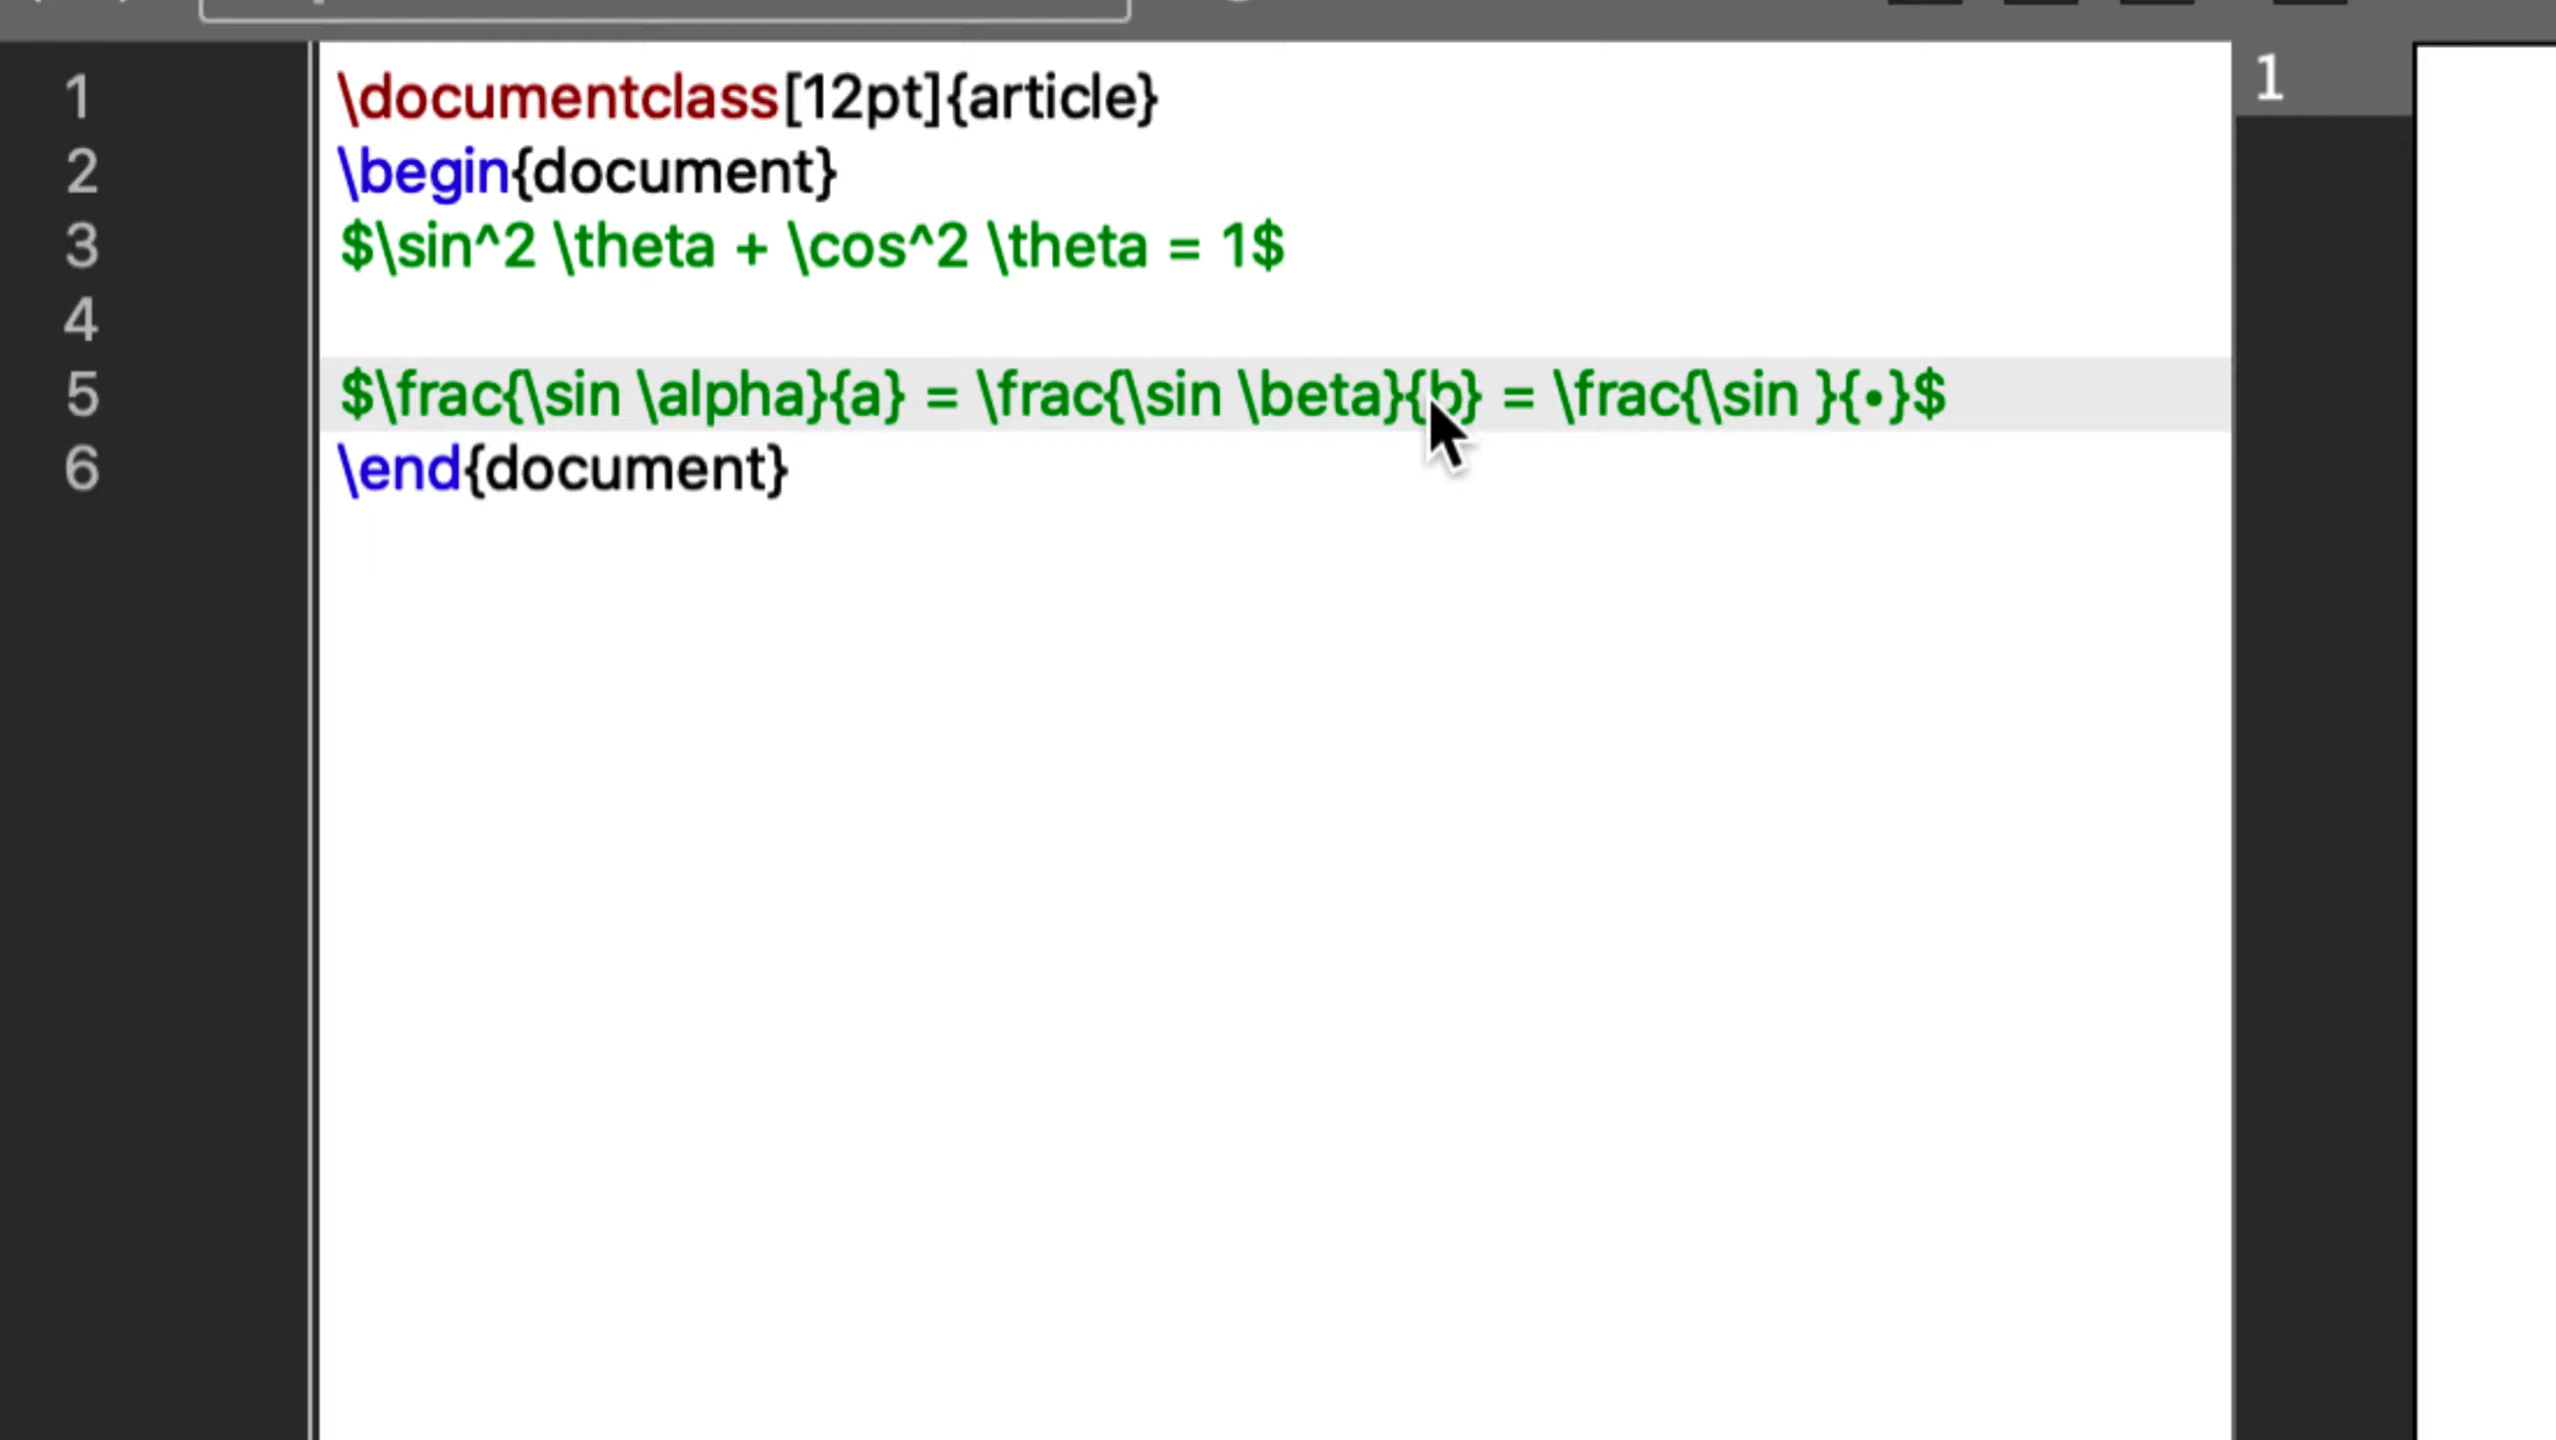 1 \documentclass[12pt]{article}
2 \begin{document}
3 $\sin^2 \theta + \cos^2 \theta = 1$
4
5 $\frac{\sin \alpha}{a} = \frac{\sin \beta}{b} = \frac{\sin }{•}$
6 \end{document}
1